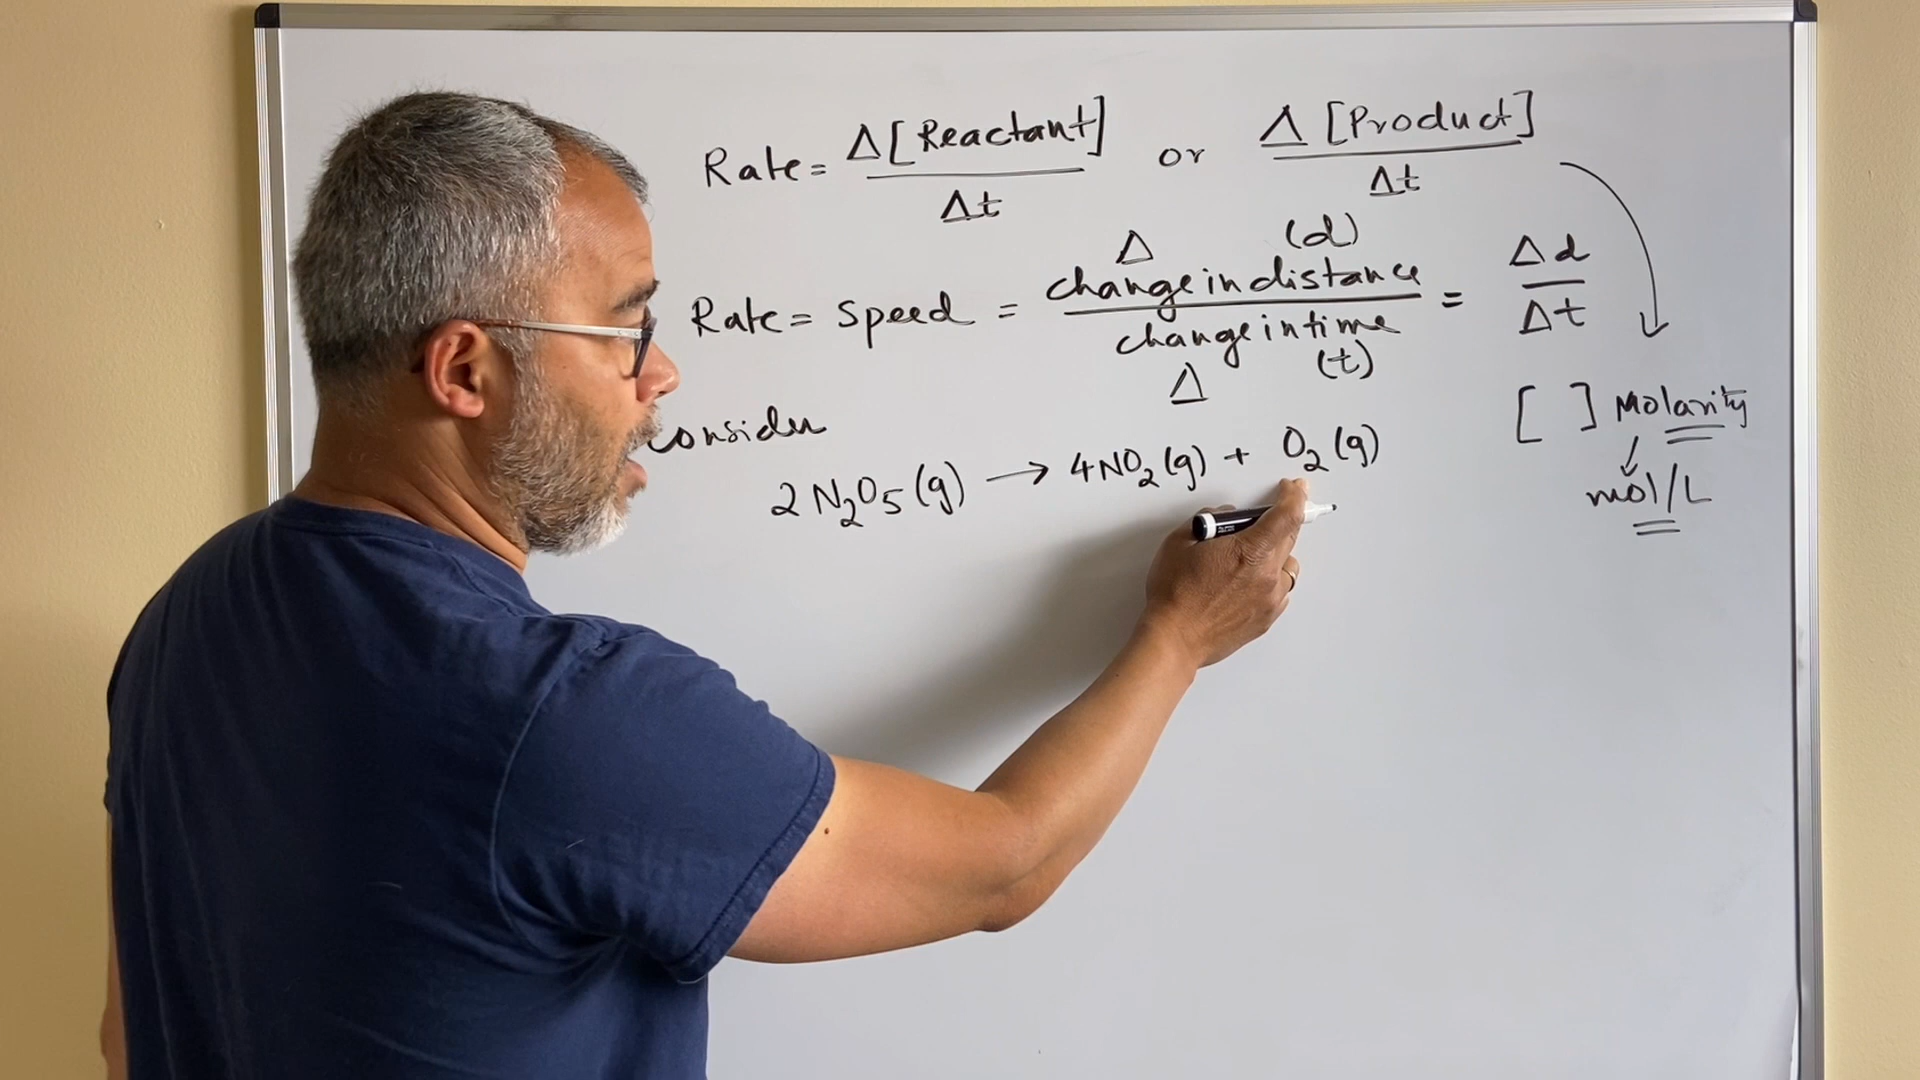 Rate = Δ[Reactant] / Δt or Δ[Product] / Δt
Δ (d)
Rate = Speed = change in distance / change in time = Δd / Δt
Δ (t)
[ ] Molarity
mol/L
consider
2N₂O₅(g) → 4NO₂(g) + O₂(g)